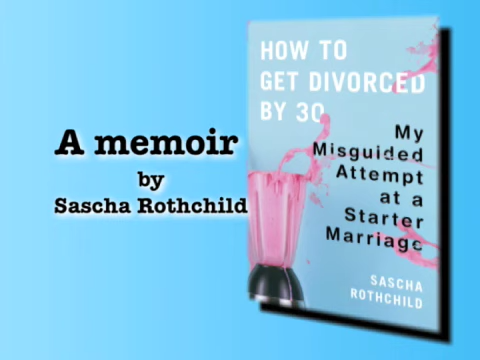 A memoir
by
Sascha Rothchild
HOW TO
GET DIVORCED
BY 30
My
Misguided
Attempt
at a
Starter
Marriage
SASCHA
ROTHCHILD